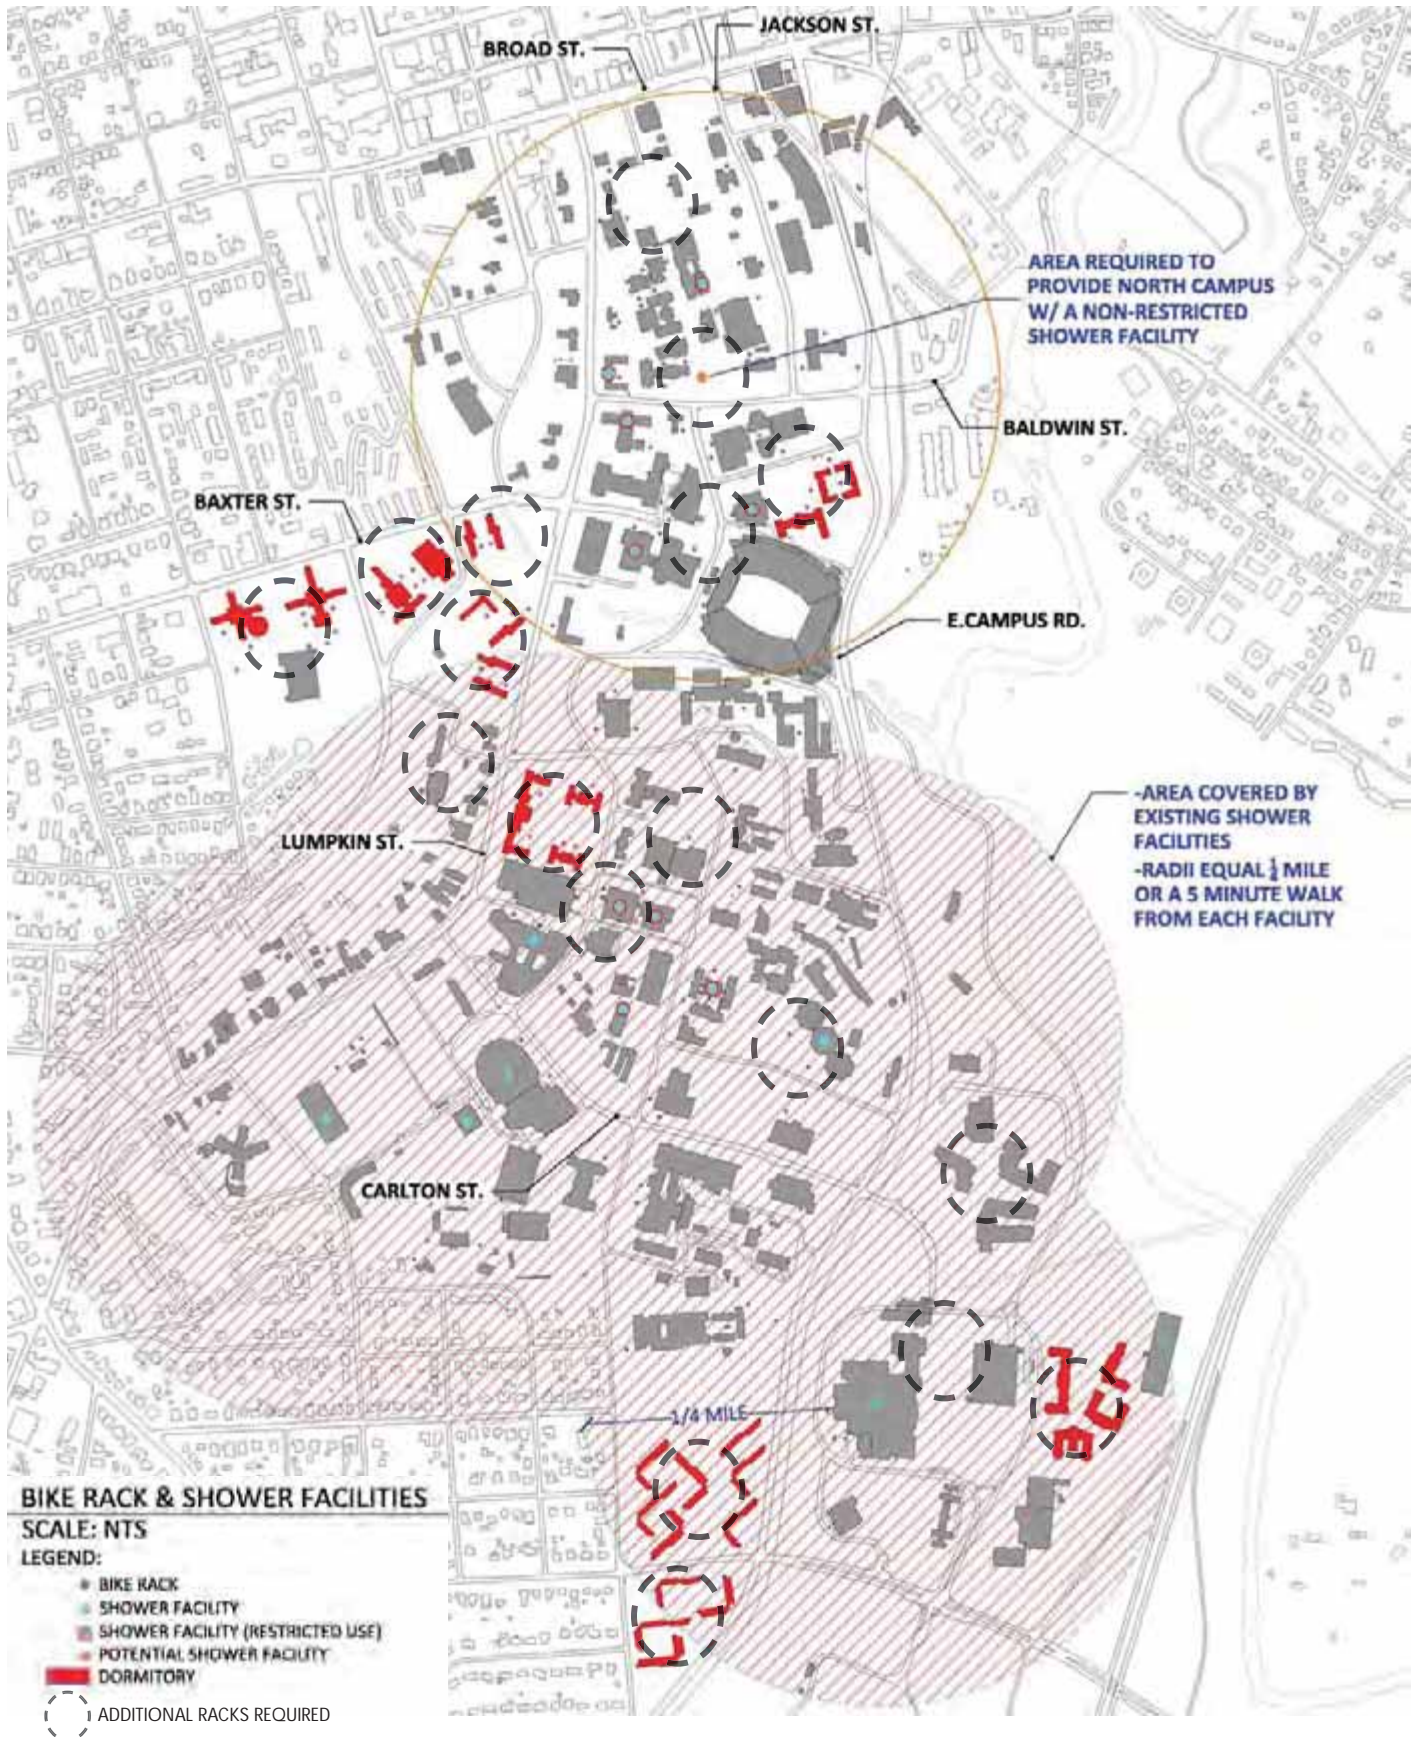 JACKSON ST.
BROAD ST.
AREA REQUIRED TO
PROVIDE NORTH CAMPUS
W/ A NON-RESTRICTED
SHOWER FACILITY
BALDWIN ST.
BAXTER ST.
E.CAMPUS RD.
-AREA COVERED BY
EXISTING SHOWER
FACILITIES
-RADII EQUAL ¼ MILE
OR A 5 MINUTE WALK
FROM EACH FACILITY
LUMPKIN ST.
CARLTON ST.
1/4 MILE
BIKE RACK & SHOWER FACILITIES
SCALE: NTS
LEGEND:
BIKE RACK
SHOWER FACILITY
SHOWER FACILITY (RESTRICTED USE)
POTENTIAL SHOWER FACILITY
DORMITORY
ADDITIONAL RACKS REQUIRED